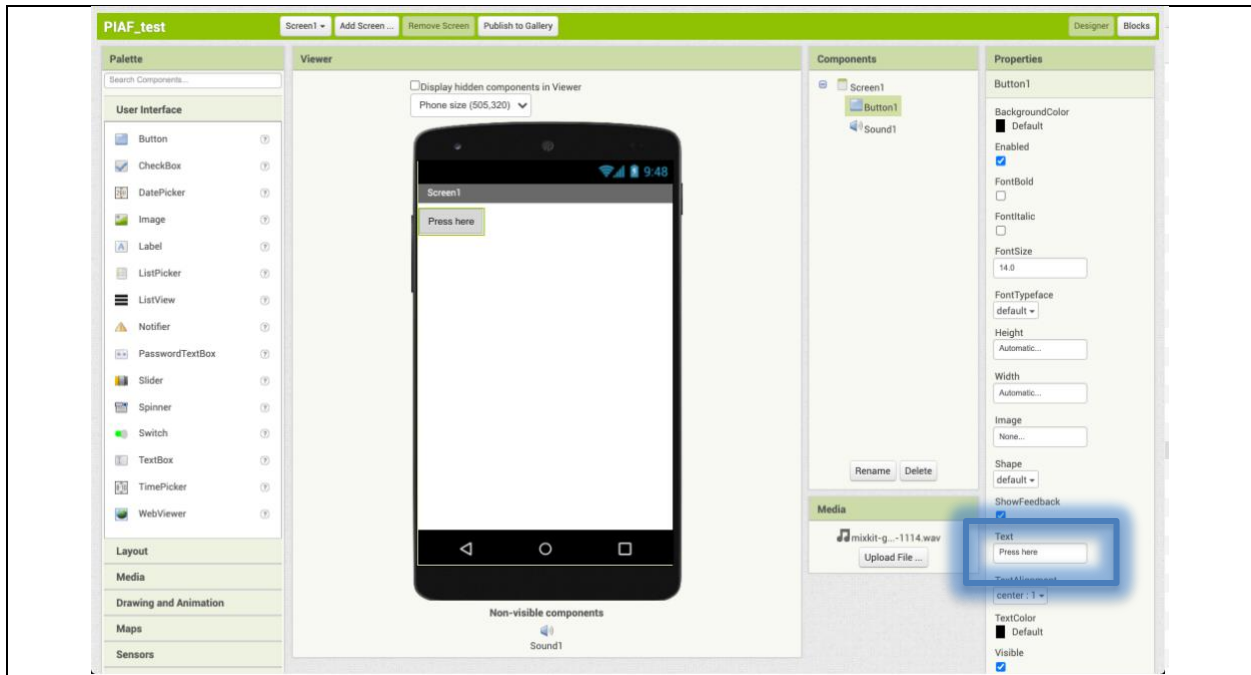 PIAF_test
Screen1
Add Screen ...
Remove Screen
Publish to Gallery
Designer
Blocks
Palette
Search Components...
User Interface
Button
CheckBox
DatePicker
Image
Label
ListPicker
ListView
Notifier
PasswordTextBox
Slider
Spinner
Switch
TextBox
TimePicker
WebViewer
Layout
Media
Drawing and Animation
Maps
Sensors
Viewer
Display hidden components in Viewer
Phone size (505,320)
9:48
Screen1
Press here
Non-visible components
Sound1
Components
Screen1
Button1
Sound1
Rename
Delete
Media
mixkit-g...-1114.wav
Upload File ...
Properties
Button1
BackgroundColor
Default
Enabled
FontBold
FontItalic
FontSize
14.0
FontTypeface
default
Height
Automatic...
Width
Automatic...
Image
None...
Shape
default
ShowFeedback
Text
Press here
TextAlignment
center : 1
TextColor
Default
Visible